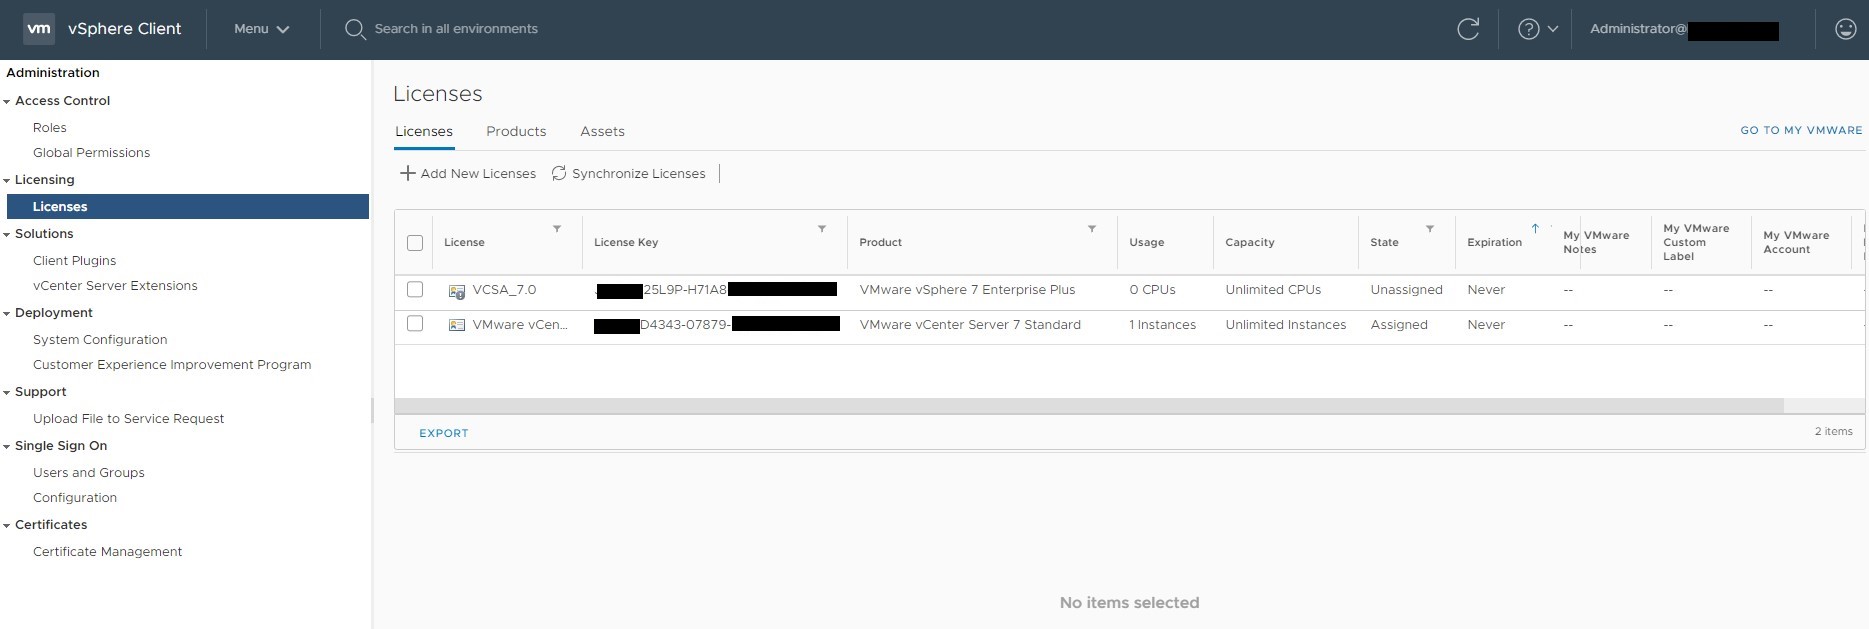 vm vSphere Client Menu Search in all environments Administrator@
Administration
Access Control
Roles
Global Permissions
Licensing
Licenses
Solutions
Client Plugins
vCenter Server Extensions
Deployment
System Configuration
Customer Experience Improvement Program
Support
Upload File to Service Request
Single Sign On
Users and Groups
Configuration
Certificates
Certificate Management
Licenses
Licenses Products Assets GO TO MY VMWARE
Add New Licenses Synchronize Licenses
License License Key Product Usage Capacity State Expiration My VMware Notes My VMware Custom Label My VMware Account
VCSA_7.0 25L9P-H71A8 VMware vSphere 7 Enterprise Plus 0 CPUs Unlimited CPUs Unassigned Never -- -- --
VMware vCen... D4343-07879- VMware vCenter Server 7 Standard 1 Instances Unlimited Instances Assigned Never -- -- --
EXPORT 2 items
No items selected